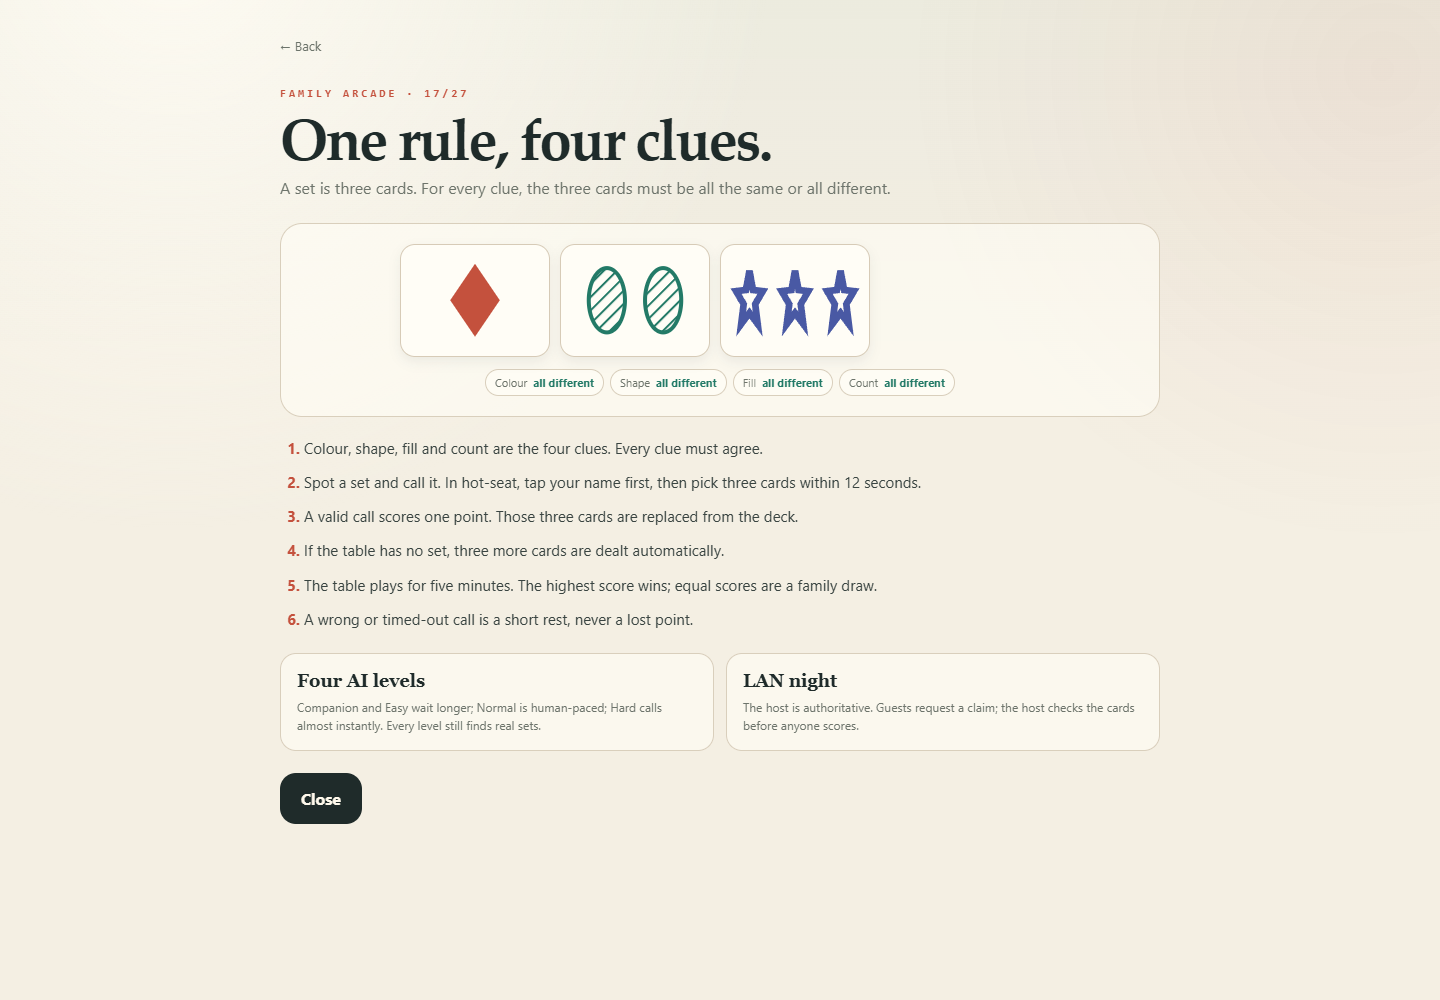 ← Back
FAMILY ARCADE · 17/27
One rule, four clues.
A set is three cards. For every clue, the three cards must be all the same or all different.
Colour all different Shape all different Fill all different Count all different
1. Colour, shape, fill and count are the four clues. Every clue must agree.
2. Spot a set and call it. In hot-seat, tap your name first, then pick three cards within 12 seconds.
3. A valid call scores one point. Those three cards are replaced from the deck.
4. If the table has no set, three more cards are dealt automatically.
5. The table plays for five minutes. The highest score wins; equal scores are a family draw.
6. A wrong or timed-out call is a short rest, never a lost point.
Four AI levels
Companion and Easy wait longer; Normal is human-paced; Hard calls
almost instantly. Every level still finds real sets.
LAN night
The host is authoritative. Guests request a claim; the host checks the cards
before anyone scores.
Close